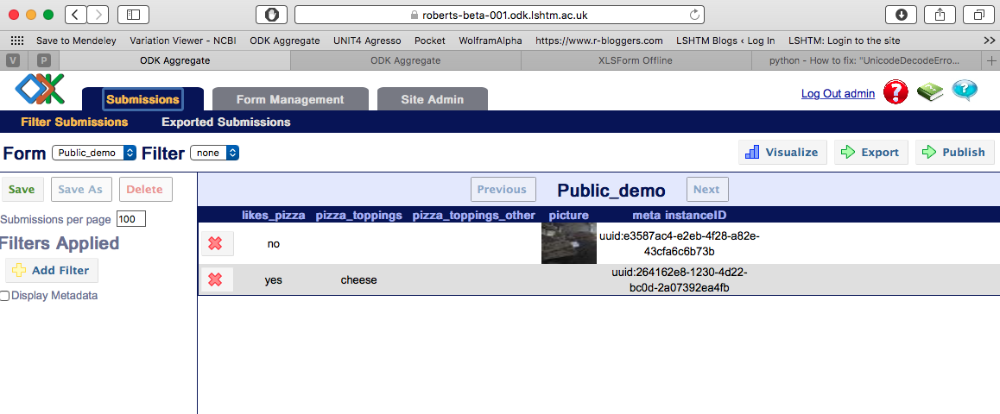 roberts-beta-001.odk.lshtm.ac.uk
Save to Mendeley Variation Viewer - NCBI ODK Aggregate UNIT4 Agresso Pocket WolframAlpha https://www.r-bloggers.com LSHTM Blogs ‹ Log In LSHTM: Login to the site >>
V P ODK Aggregate ODK Aggregate XLSForm Offline python - How to fix: "UnicodeDecodeErro... +
Submissions Form Management Site Admin Log Out admin
Filter Submissions Exported Submissions
Form Public_demo Filter none Visualize Export Publish
Save Save As Delete Previous Public_demo Next
Submissions per page 100
Filters Applied
Add Filter
Display Metadata
likes_pizza pizza_toppings pizza_toppings_other picture meta instanceID
no uuid:e3587ac4-e2eb-4f28-a82e-
43cfa6c6b73b
yes cheese uuid:264162e8-1230-4d22-
bc0d-2a07392ea4fb